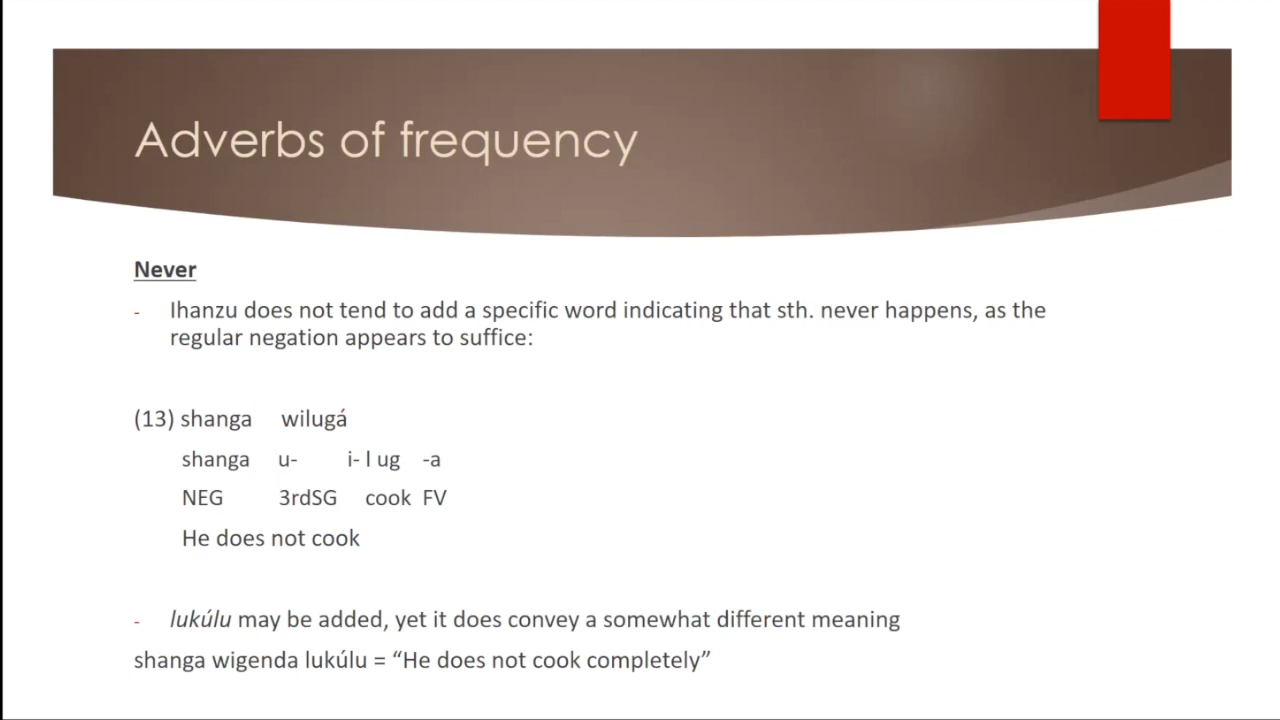 Adverbs of frequency
Never
- Ihanzu does not tend to add a specific word indicating that sth. never happens, as the
regular negation appears to suffice:
(13) shanga wilugá
shanga u- i- l ug -a
NEG 3rdSG cook FV
He does not cook
- lukúlu may be added, yet it does convey a somewhat different meaning
shanga wigenda lukúlu = “He does not cook completely”